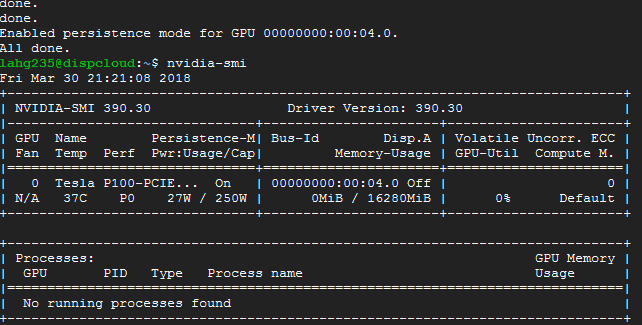 done.
done.
Enabled persistence mode for GPU 00000000:00:04.0.
All done.
lahg235@dispcloud:~$ nvidia-smi
Fri Mar 30 21:21:08 2018
+-----------------------------------------------------------------------------+
| NVIDIA-SMI 390.30                 Driver Version: 390.30                    |
|-------------------------------+----------------------+----------------------+
| GPU  Name        Persistence-M| Bus-Id        Disp.A | Volatile Uncorr. ECC |
| Fan  Temp  Perf  Pwr:Usage/Cap|         Memory-Usage | GPU-Util  Compute M. |
|===============================+======================+======================|
|   0  Tesla P100-PCIE...  On   | 00000000:00:04.0 Off |                    0 |
| N/A   37C    P0    27W / 250W |      0MiB / 16280MiB |      0%      Default |
+-------------------------------+----------------------+----------------------+
+-----------------------------------------------------------------------------+
| Processes:                                                       GPU Memory |
|  GPU       PID   Type   Process name                             Usage      |
|=============================================================================|
|  No running processes found                                                 |
+-----------------------------------------------------------------------------+